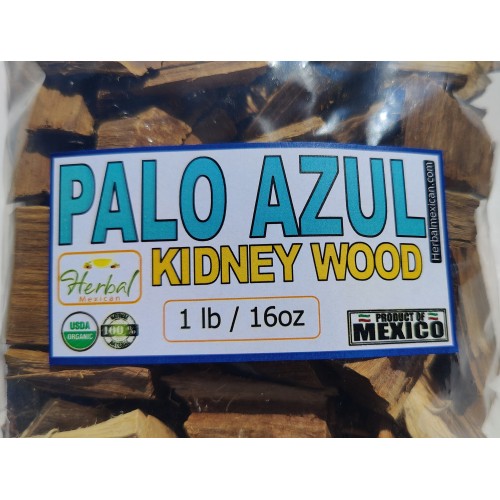 PALO AZUL
Herbalmexican.com
KIDNEY WOOD
Herbal
Mexican
1 lb / 16oz
USDA
ORGANIC
100%
PRODUCT OF
MEXICO